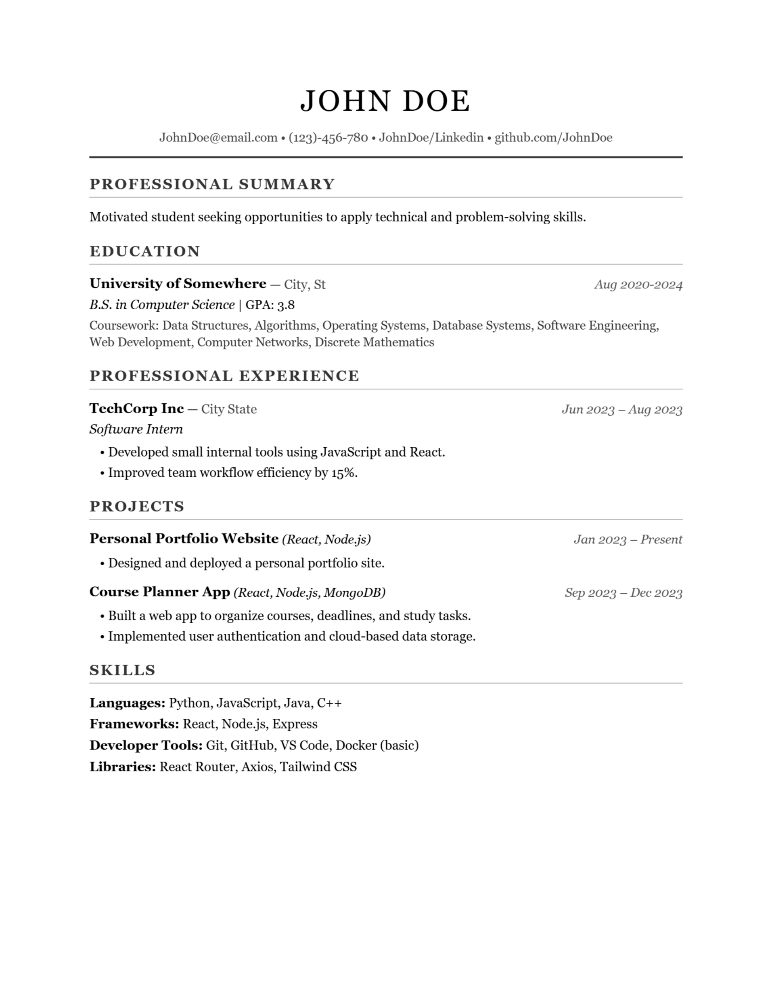 JOHN DOE
JohnDoe@email.com • (123)-456-780 • JohnDoe/Linkedin • github.com/JohnDoe
PROFESSIONAL SUMMARY
Motivated student seeking opportunities to apply technical and problem-solving skills.
EDUCATION
University of Somewhere — City, St Aug 2020-2024
B.S. in Computer Science | GPA: 3.8
Coursework: Data Structures, Algorithms, Operating Systems, Database Systems, Software Engineering,
Web Development, Computer Networks, Discrete Mathematics
PROFESSIONAL EXPERIENCE
TechCorp Inc — City State Jun 2023 – Aug 2023
Software Intern
• Developed small internal tools using JavaScript and React.
• Improved team workflow efficiency by 15%.
PROJECTS
Personal Portfolio Website (React, Node.js) Jan 2023 – Present
• Designed and deployed a personal portfolio site.
Course Planner App (React, Node.js, MongoDB) Sep 2023 – Dec 2023
• Built a web app to organize courses, deadlines, and study tasks.
• Implemented user authentication and cloud-based data storage.
SKILLS
Languages: Python, JavaScript, Java, C++
Frameworks: React, Node.js, Express
Developer Tools: Git, GitHub, VS Code, Docker (basic)
Libraries: React Router, Axios, Tailwind CSS